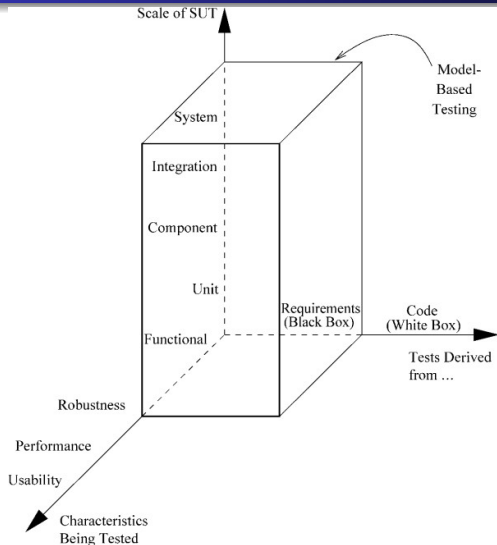 Scale of SUT
Model-
Based
Testing
System
Integration
Component
Unit
Requirements
(Black Box)
Code
(White Box)
Functional
Tests Derived
from ...
Robustness
Performance
Usability
Characteristics
Being Tested